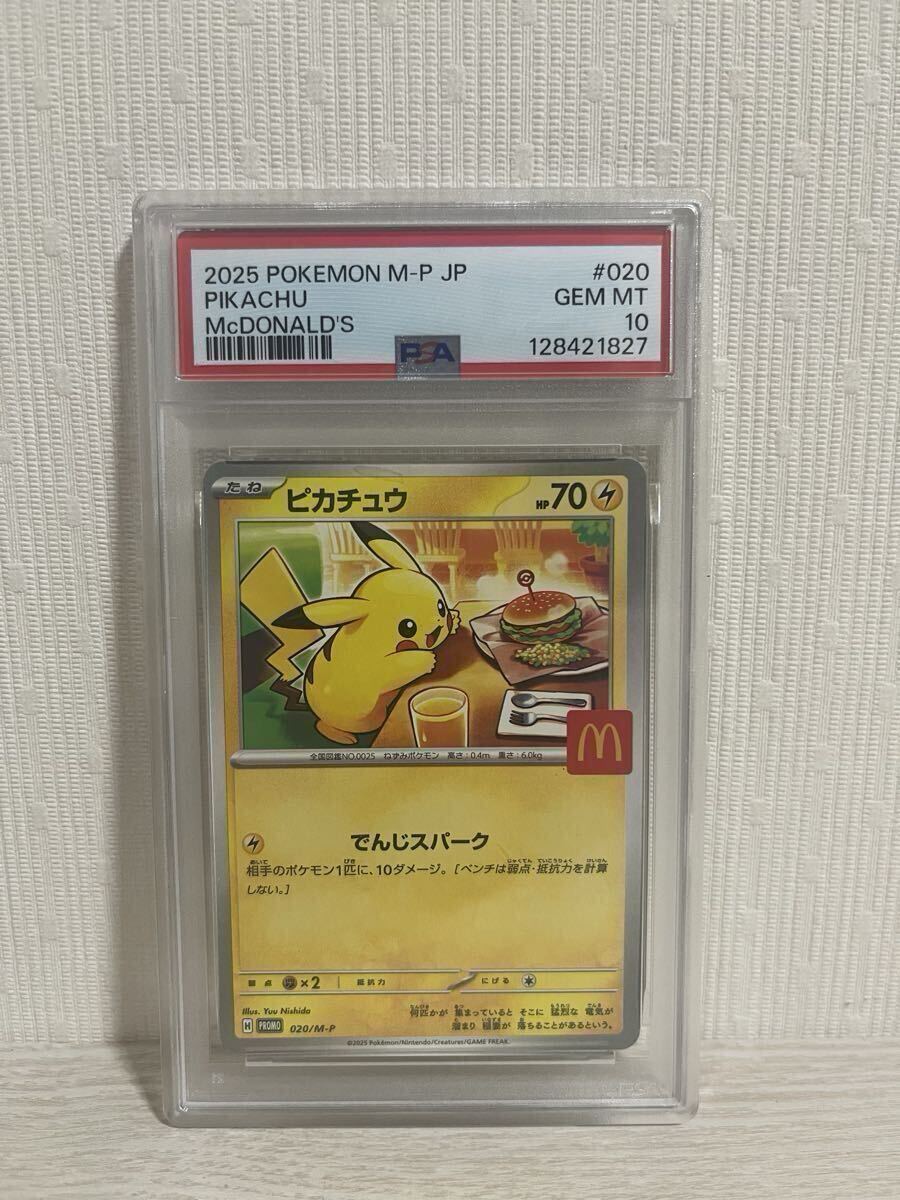 2025 POKEMON M-P JP #020
PIKACHU GEM MT
McDONALD'S 10
PSA 128421827
たね ピカチュウ HP70
全国図鑑NO.0025 ねずみポケモン 高さ:0.4m 重さ:6.0kg
でんじスパーク
相手のポケモン1匹に、10ダメージ。[ベンチは弱点・抵抗力を計算
しない。]
弱点 ×2 抵抗力 にげる
Illus. Yuu Nishida
何匹かが 集まっていると そこに 猛烈な 電気が
H PROMO 020/M-P
溜まり 稲妻が 落ちることがあるという。
©2025 Pokémon/Nintendo/Creatures/GAME FREAK.